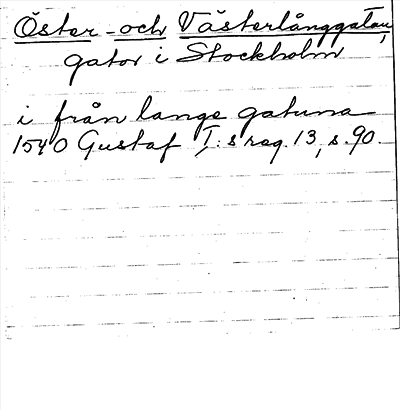 Öster- och Västerlånggatan,
gator i Stockholm
i från lange gatuna
1540 Gustaf I:s reg. 13, s. 90.